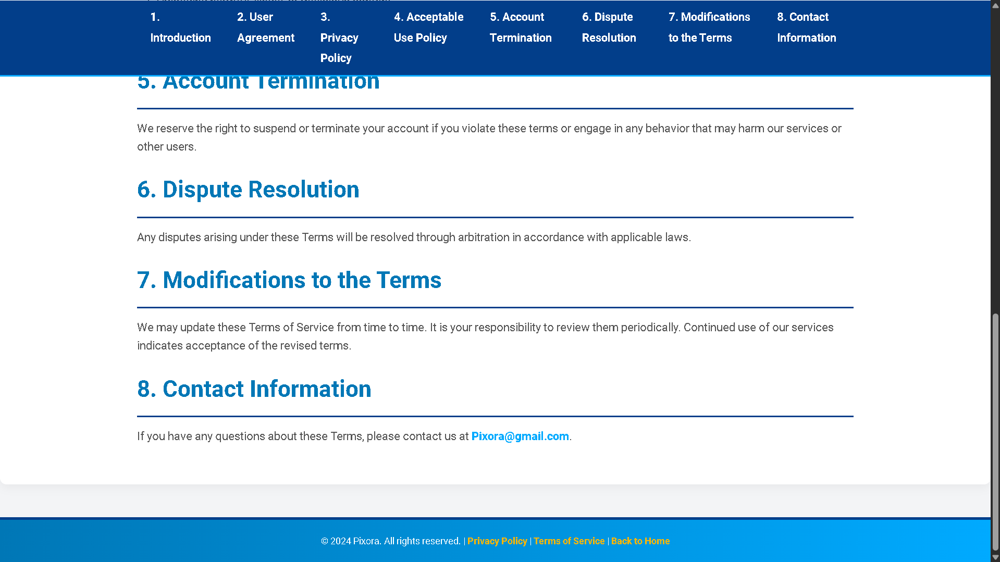 1.
Introduction
2. User
Agreement
3.
Privacy
Policy
4. Acceptable
Use Policy
5. Account
Termination
6. Dispute
Resolution
7. Modifications
to the Terms
8. Contact
Information
5. Account Termination
We reserve the right to suspend or terminate your account if you violate these terms or engage in any behavior that may harm our services or
other users.
6. Dispute Resolution
Any disputes arising under these Terms will be resolved through arbitration in accordance with applicable laws.
7. Modifications to the Terms
We may update these Terms of Service from time to time. It is your responsibility to review them periodically. Continued use of our services
indicates acceptance of the revised terms.
8. Contact Information
If you have any questions about these Terms, please contact us at Pixora@gmail.com.
© 2024 Pixora. All rights reserved. | Privacy Policy | Terms of Service | Back to Home